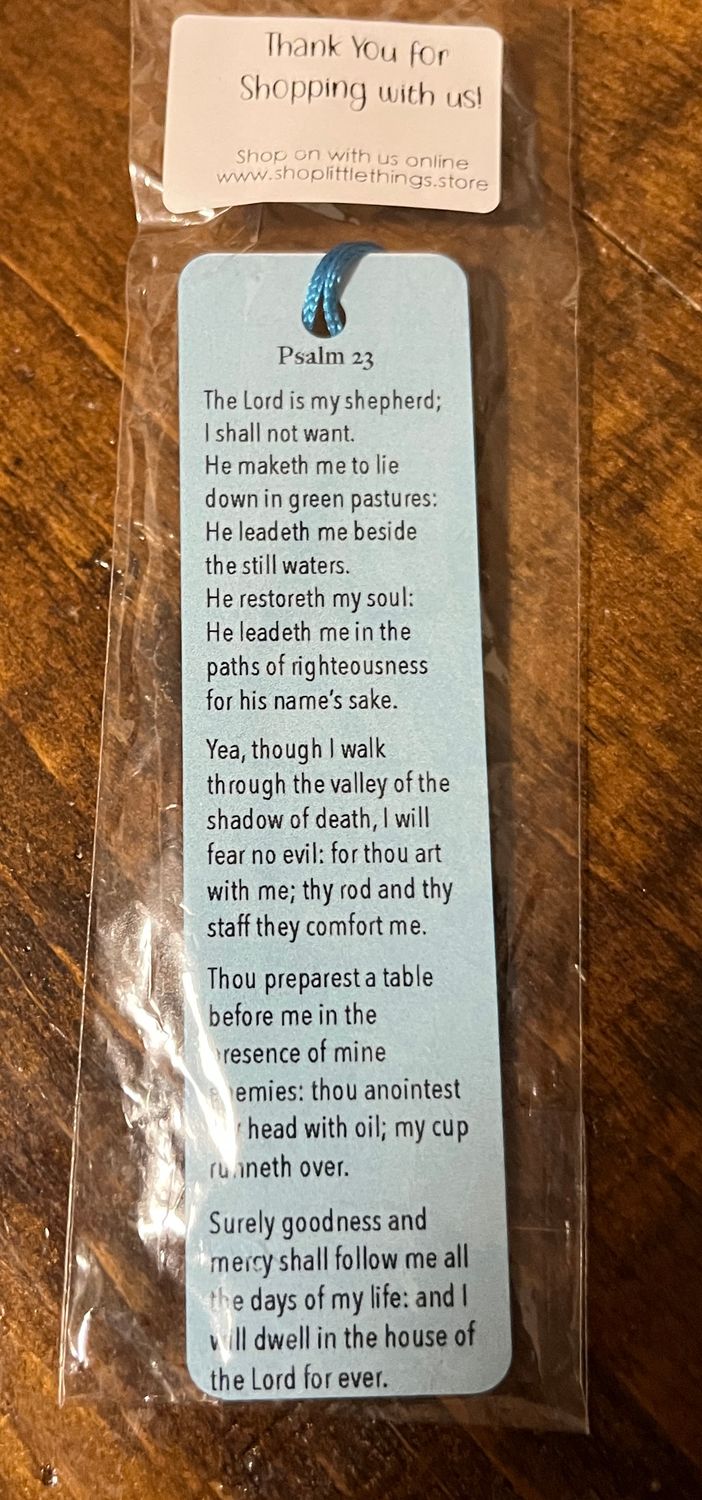 Thank You for
Shopping with us!
Shop on with us online
www.shoplittlethings.store
Psalm 23
The Lord is my shepherd;
I shall not want.
He maketh me to lie
down in green pastures:
He leadeth me beside
the still waters.
He restoreth my soul:
He leadeth me in the
paths of righteousness
for his name's sake.
Yea, though I walk
through the valley of the
shadow of death, I will
fear no evil: for thou art
with me; thy rod and thy
staff they comfort me.
Thou preparest a table
before me in the
presence of mine
enemies: thou anointest
head with oil; my cup
runneth over.
Surely goodness and
mercy shall follow me all
the days of my life: and I
will dwell in the house of
the Lord for ever.